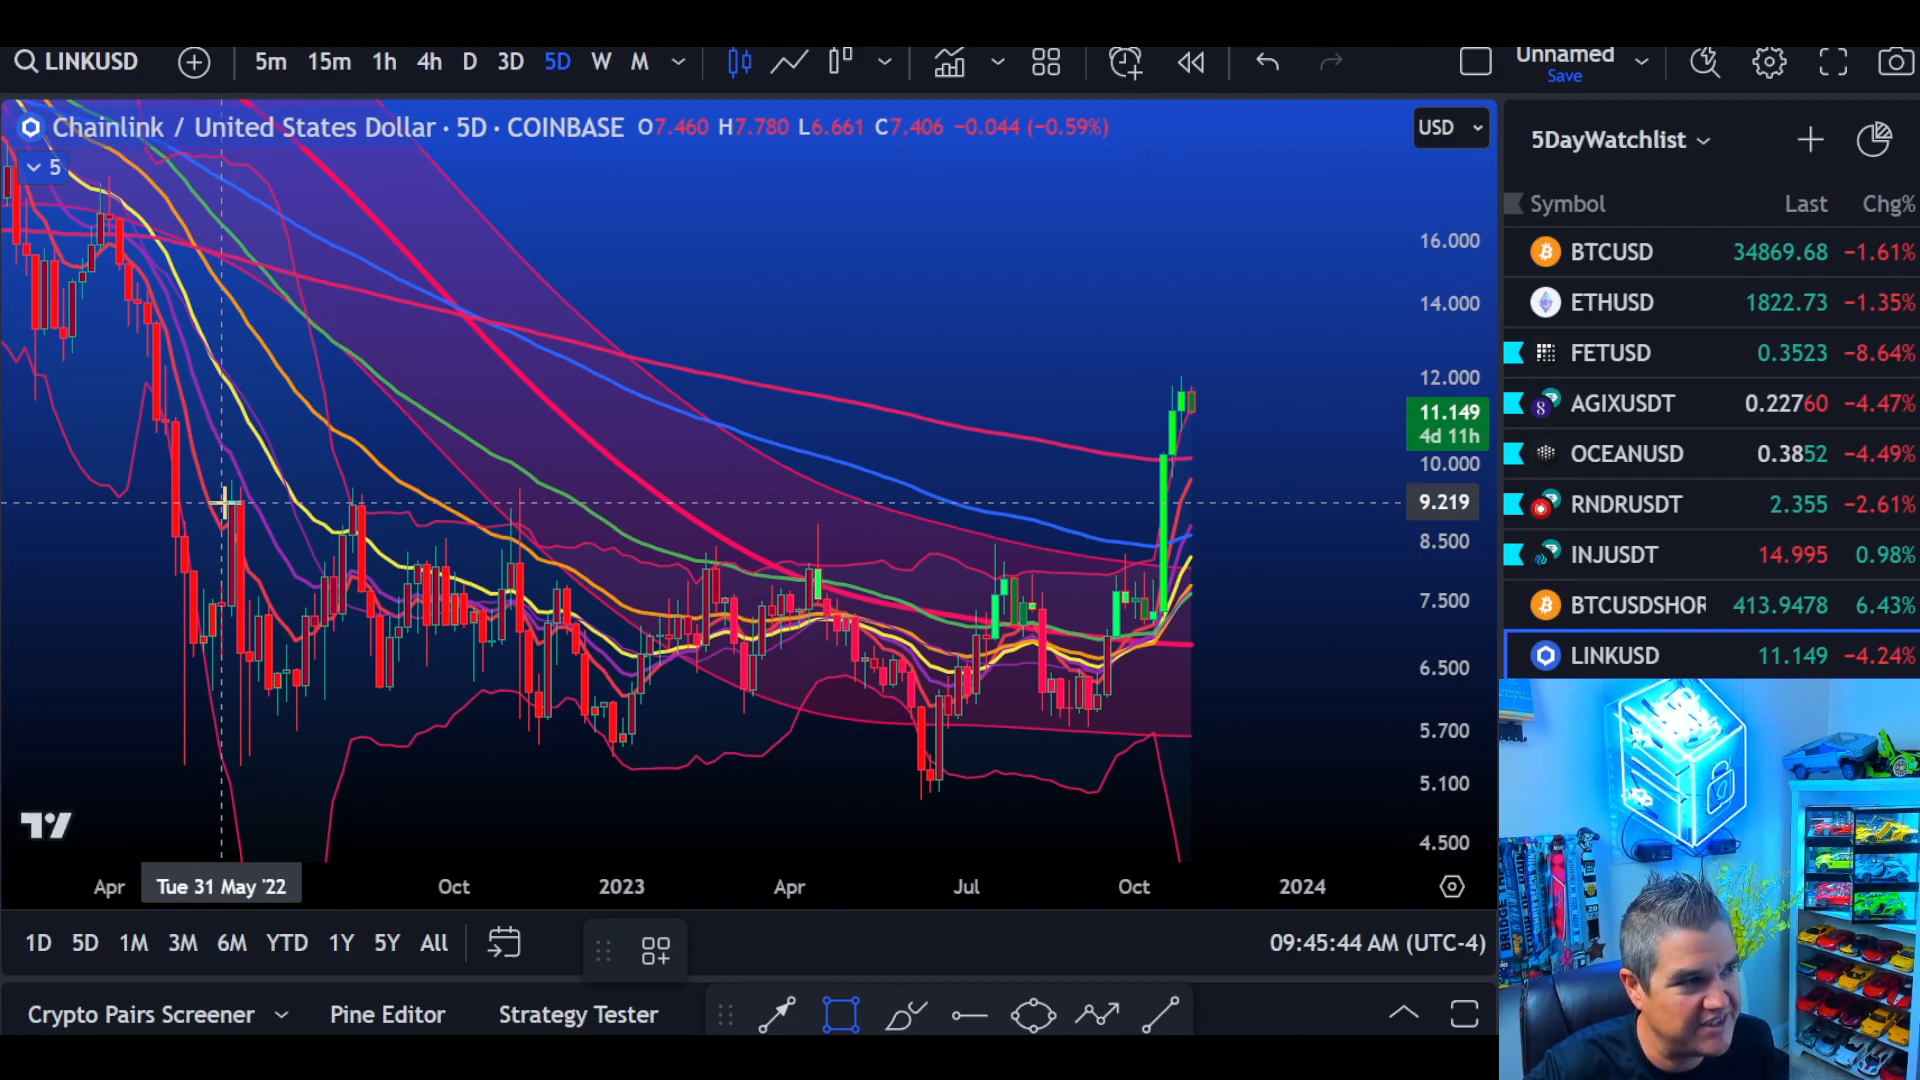 LINKUSD 5m 15m 1h 4h D 3D 5D W M Unnamed
Save
Chainlink / United States Dollar · 5D · COINBASE O7.460 H7.780 L6.661 C7.406 −0.044 (−0.59%) USD
5
16.000
14.000
12.000
11.149
4d 11h
10.000
9.219
8.500
7.500
6.500
5.700
5.100
4.500
Apr Tue 31 May '22 Oct 2023 Apr Jul Oct 2024
1D 5D 1M 3M 6M YTD 1Y 5Y All 09:45:44 AM (UTC-4)
Crypto Pairs Screener Pine Editor Strategy Tester
5DayWatchlist
Symbol Last Chg%
BTCUSD 34869.68 −1.61%
ETHUSD 1822.73 −1.35%
FETUSD 0.3523 −8.64%
AGIXUSDT 0.22760 −4.47%
OCEANUSD 0.3852 −4.49%
RNDRUSDT 2.355 −2.61%
INJUSDT 14.995 0.98%
BTCUSDSHOR 413.9478 6.43%
LINKUSD 11.149 −4.24%